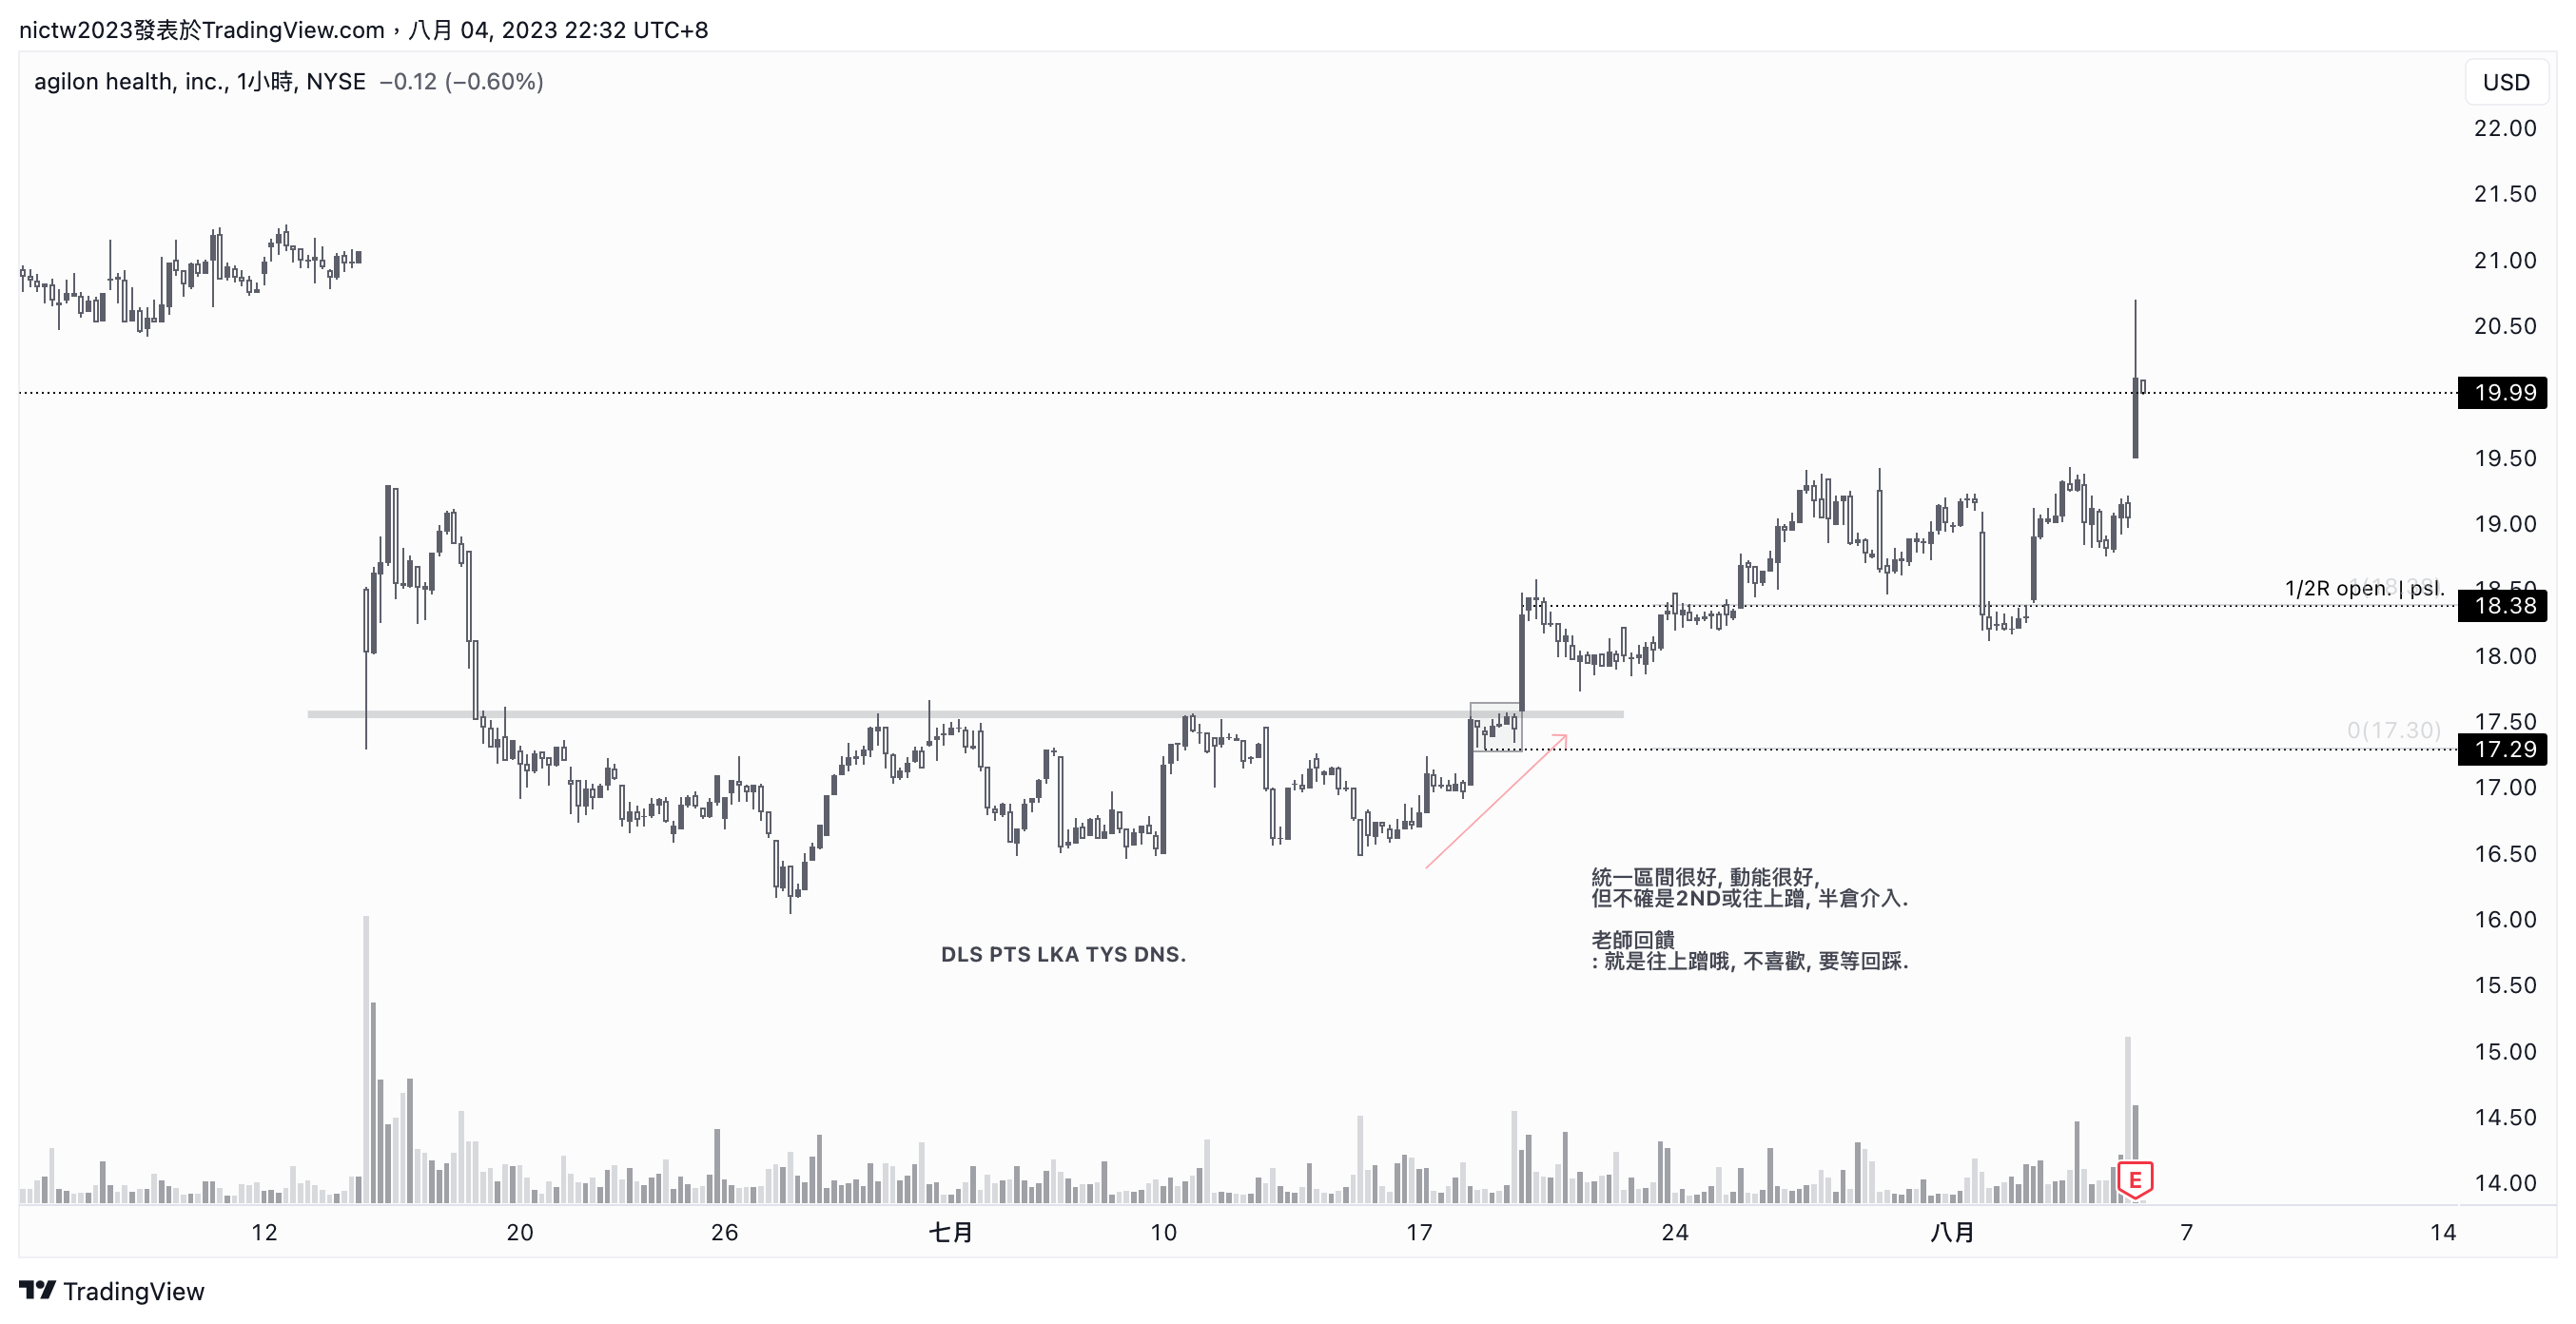 nictw2023發表於TradingView.com，八月 04, 2023 22:32 UTC+8
agilon health, inc., 1小時, NYSE −0.12 (−0.60%)
USD
22.00
21.50
21.00
20.50
19.99
19.50
19.00
18.50
1/2R open. | psl.
18.38
18.00
17.50
0(17.30)
17.29
17.00
16.50
統一區間很好, 動能很好,
但不確是2ND或往上蹭, 半倉介入.
16.00
老師回饋
: 就是往上蹭哦, 不喜歡, 要等回踩.
DLS PTS LKA TYS DNS.
15.50
15.00
14.50
14.00
E
12 20 26 七月 10 17 24 八月 7 14
TradingView